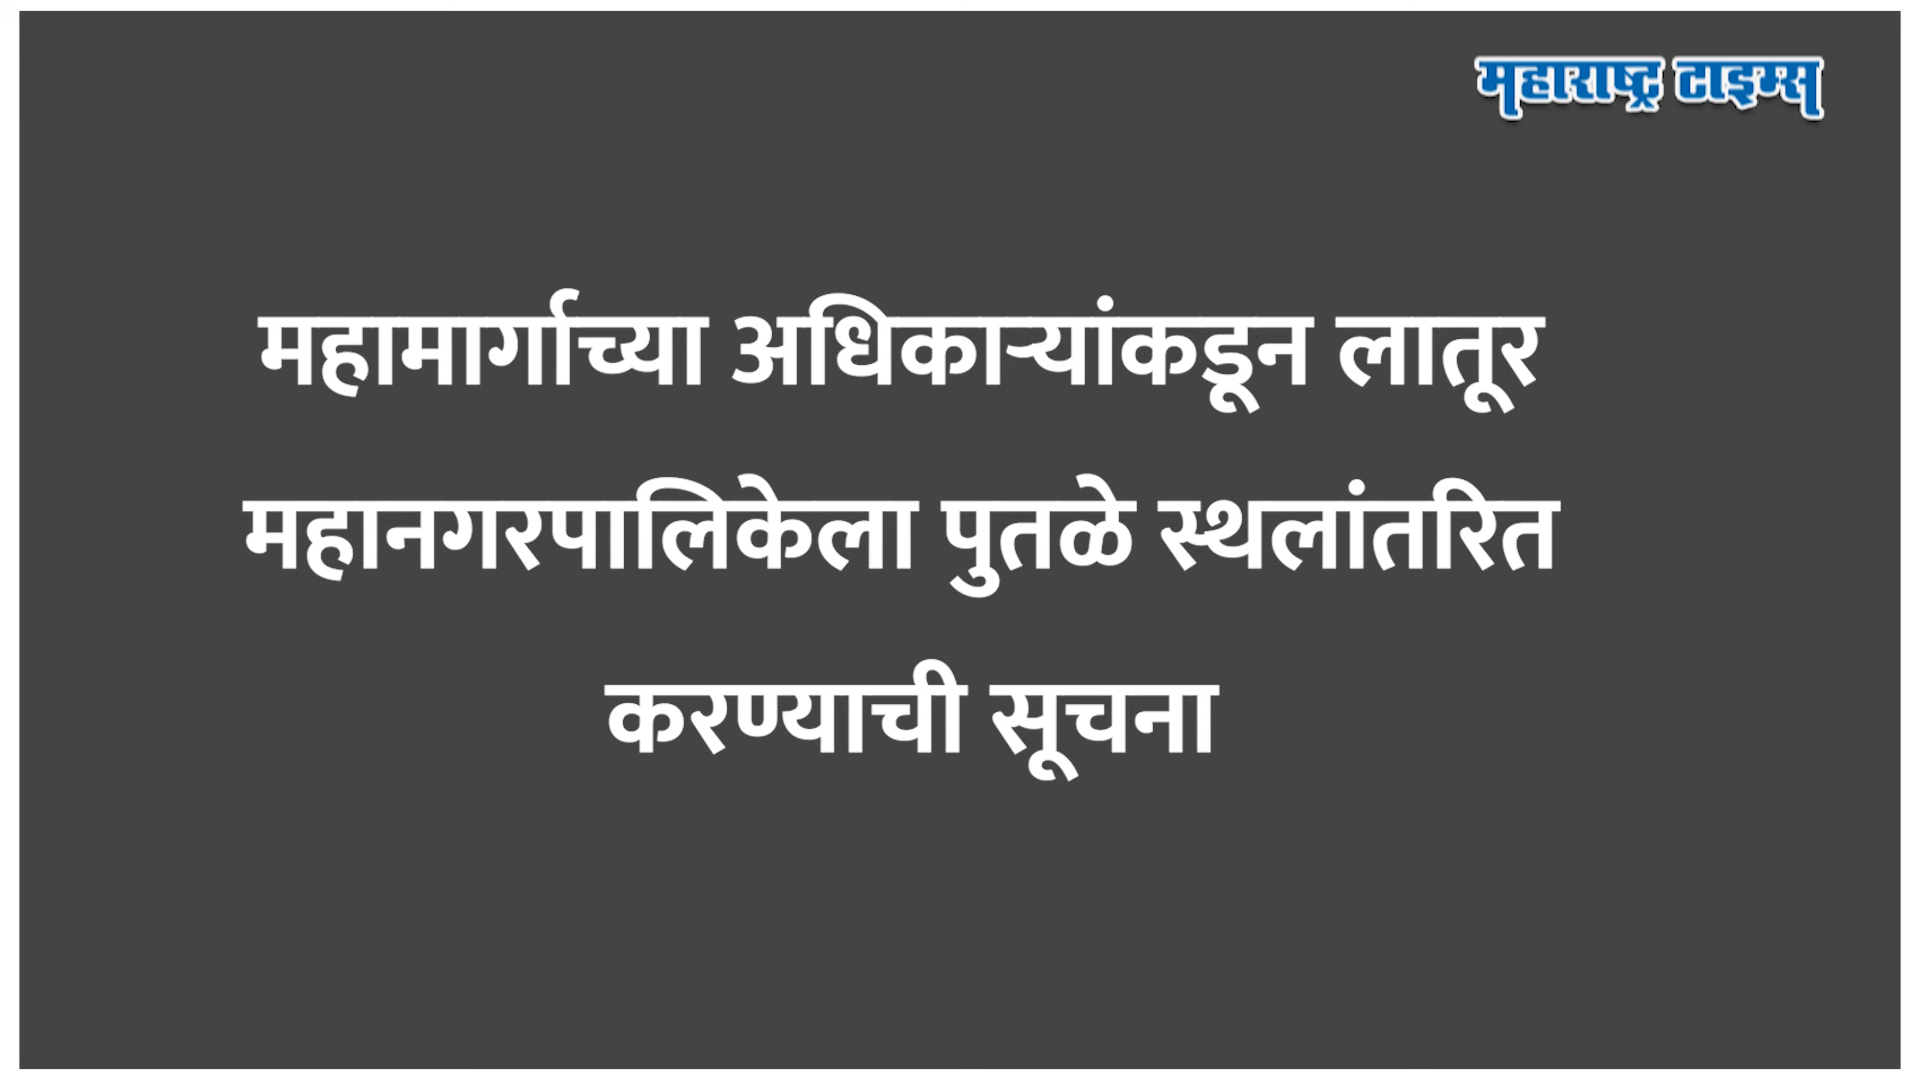 महाराष्ट्र टाइम्स
महामार्गाच्या अधिकाऱ्यांकडून लातूर
महानगरपालिकेला पुतळे स्थलांतरित
करण्याची सूचना